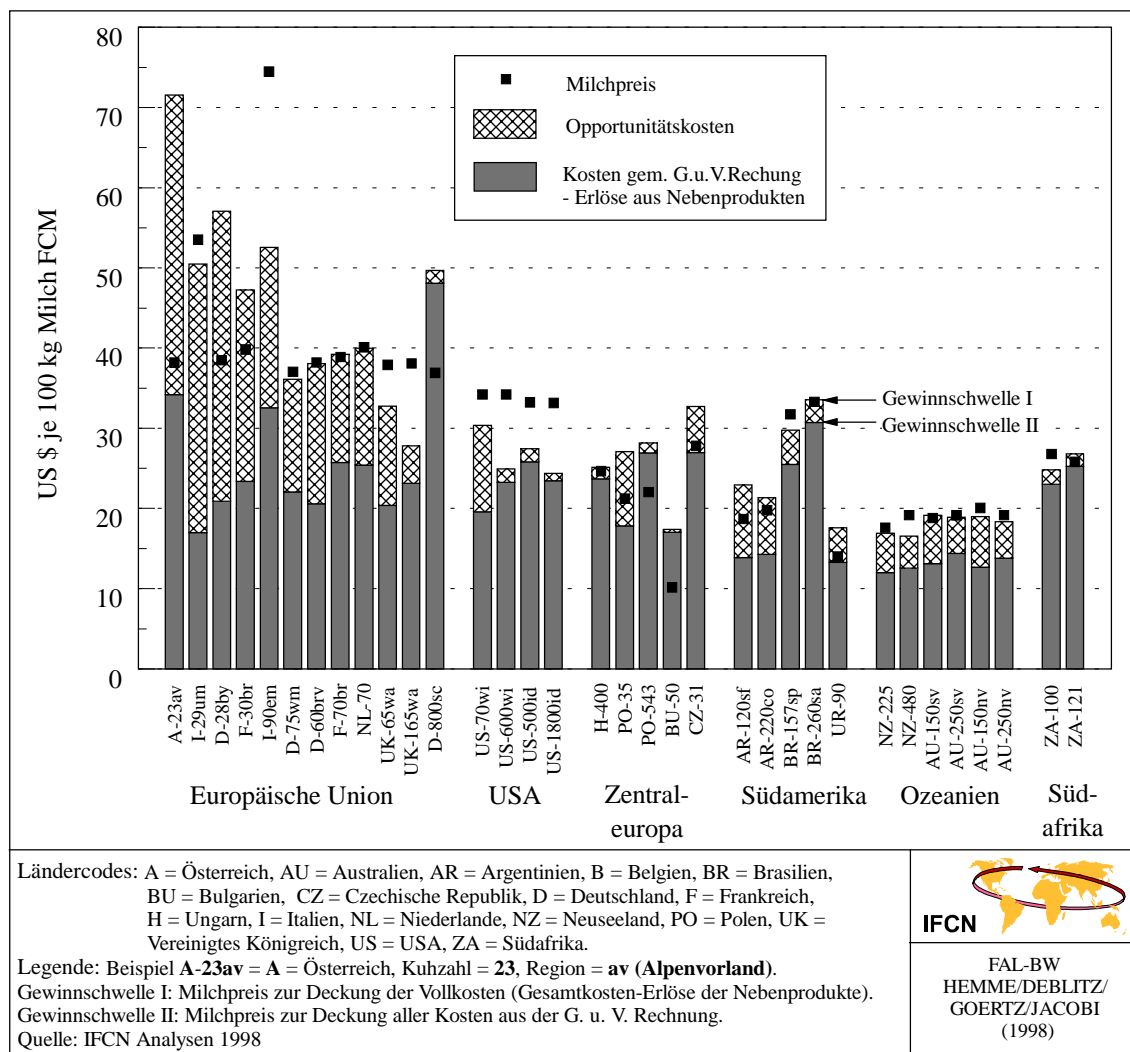 US $ je 100 kg Milch FCM
80
70
60
50
40
30
20
10
0
Milchpreis
Opportunitätskosten
Kosten gem. G.u.V.Rechung
- Erlöse aus Nebenprodukten
Gewinnschwelle I
Gewinnschwelle II
A-23av
I-29um
D-28by
F-30br
I-90em
D-75wm
D-60brv
F-70br
NL-70
UK-65wa
UK-165wa
D-800sc
US-70wi
US-600wi
US-500id
US-1800id
H-400
PO-35
PO-543
BU-50
CZ-31
AR-120sf
AR-220co
BR-157sp
BR-260sa
UR-90
NZ-225
NZ-480
AU-150sv
AU-250sv
AU-150nv
AU-250nv
ZA-100
ZA-121
Europäische Union
USA
Zentral-
europa
Südamerika
Ozeanien
Süd-
afrika
Ländercodes: A = Österreich, AU = Australien, AR = Argentinien, B = Belgien, BR = Brasilien,
BU = Bulgarien, CZ = Czechische Republik, D = Deutschland, F = Frankreich,
H = Ungarn, I = Italien, NL = Niederlande, NZ = Neuseeland, PO = Polen, UK =
Vereinigtes Königreich, US = USA, ZA = Südafrika.
Legende: Beispiel A-23av = A = Österreich, Kuhzahl = 23, Region = av (Alpenvorland).
Gewinnschwelle I: Milchpreis zur Deckung der Vollkosten (Gesamtkosten-Erlöse der Nebenprodukte).
Gewinnschwelle II: Milchpreis zur Deckung aller Kosten aus der G. u. V. Rechnung.
Quelle: IFCN Analysen 1998
IFCN
FAL-BW
HEMME/DEBLITZ/
GOERTZ/JACOBI
(1998)